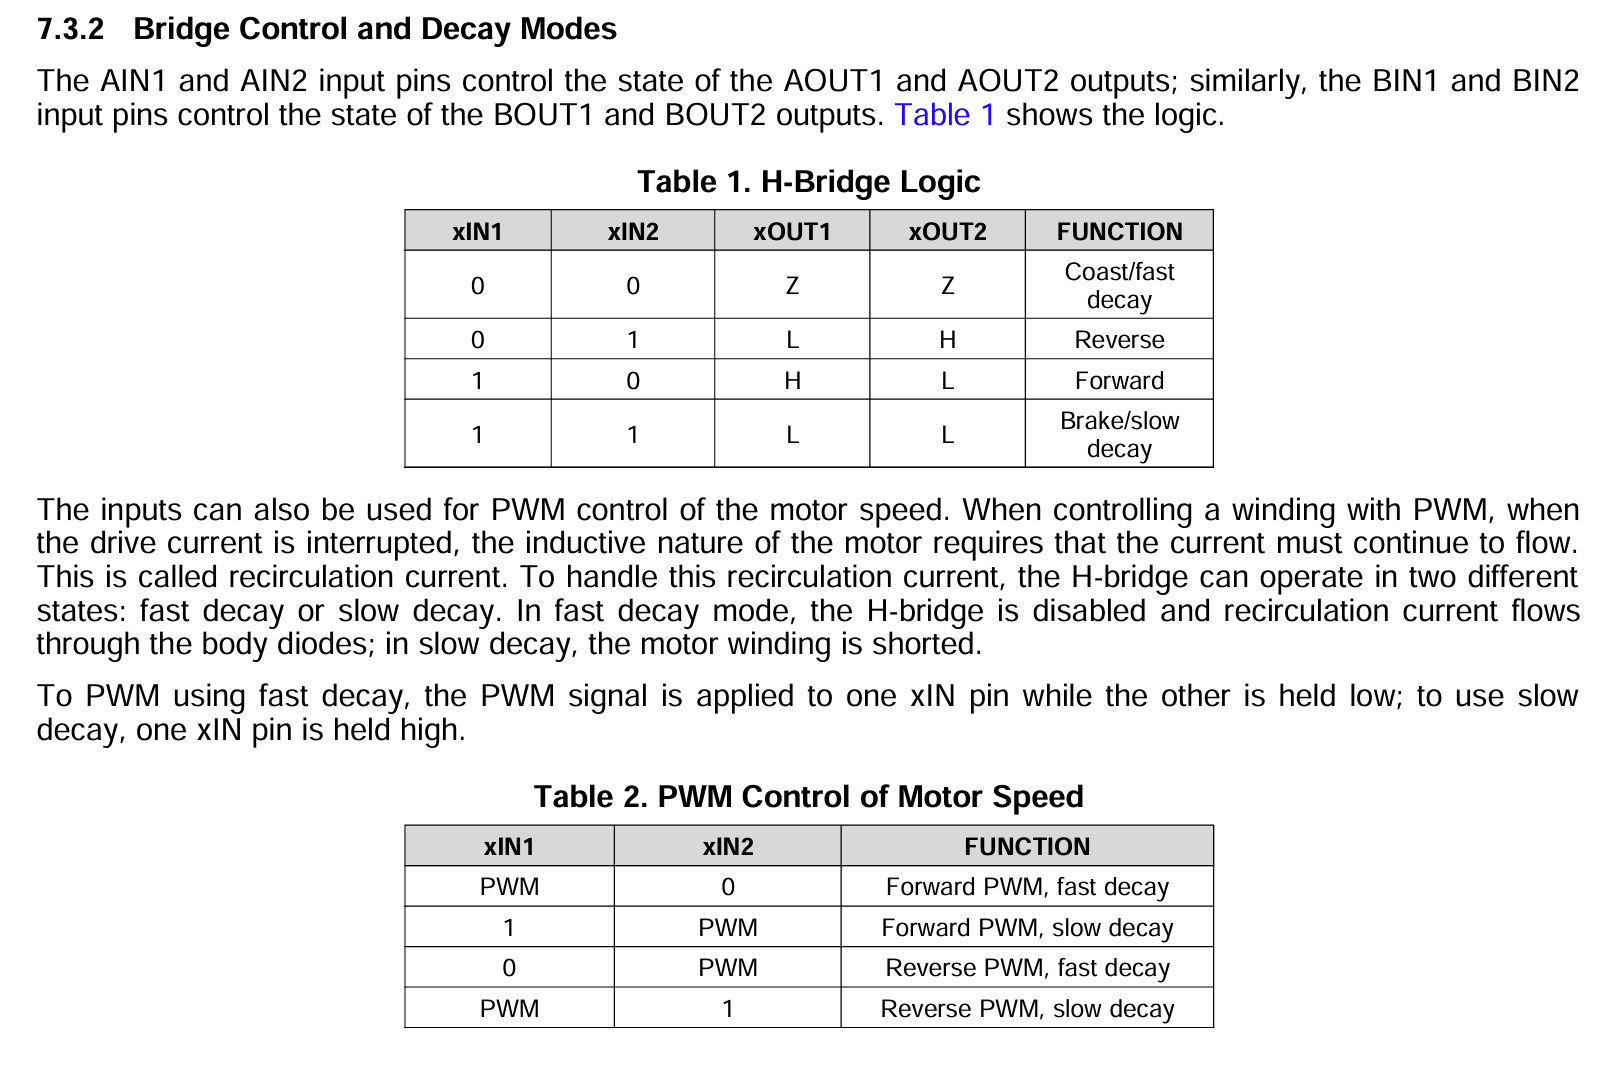 7.3.2 Bridge Control and Decay Modes
The AIN1 and AIN2 input pins control the state of the AOUT1 and AOUT2 outputs; similarly, the BIN1 and BIN2
input pins control the state of the BOUT1 and BOUT2 outputs. Table 1 shows the logic.
Table 1. H-Bridge Logic
xIN1 xIN2 xOUT1 xOUT2 FUNCTION
0 0 Z Z Coast/fast
decay
0 1 L H Reverse
1 0 H L Forward
1 1 L L Brake/slow
decay
The inputs can also be used for PWM control of the motor speed. When controlling a winding with PWM, when
the drive current is interrupted, the inductive nature of the motor requires that the current must continue to flow.
This is called recirculation current. To handle this recirculation current, the H-bridge can operate in two different
states: fast decay or slow decay. In fast decay mode, the H-bridge is disabled and recirculation current flows
through the body diodes; in slow decay, the motor winding is shorted.
To PWM using fast decay, the PWM signal is applied to one xIN pin while the other is held low; to use slow
decay, one xIN pin is held high.
Table 2. PWM Control of Motor Speed
xIN1 xIN2 FUNCTION
PWM 0 Forward PWM, fast decay
1 PWM Forward PWM, slow decay
0 PWM Reverse PWM, fast decay
PWM 1 Reverse PWM, slow decay